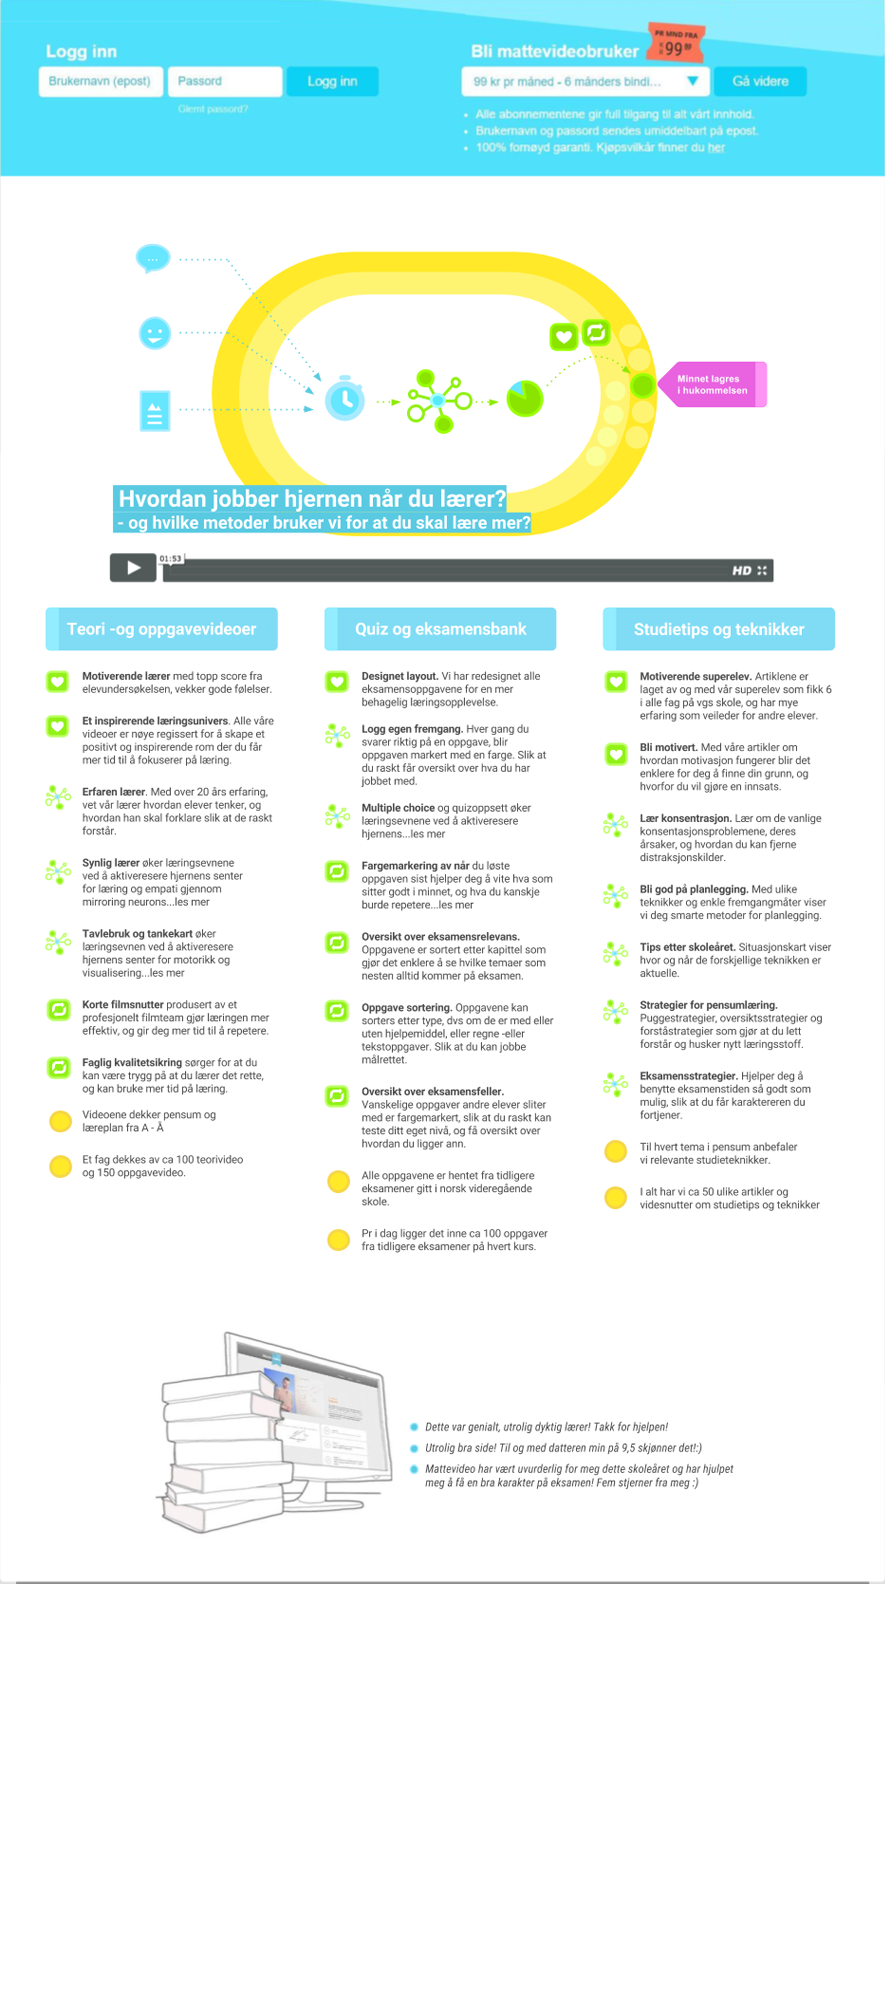 Logg inn
Brukernavn (epost)
Passord
Logg inn
Glemt passord?
Bli mattevideobruker
PR MND FRA
99
99 kr pr måned - 6 månders bindi...
Gå videre
Alle abonnementene gir full tilgang til alt vårt innhold.
Brukernavn og passord sendes umiddelbart på epost.
100% fornøyd garanti. Kjøpsvilkår finner du her
Minnet lagres
i hukommelsen
Hvordan jobber hjernen når du lærer?
- og hvilke metoder bruker vi for at du skal lære mer?
01:53
HD
Teori -og oppgavevideoer
Motiverende lærer med topp score fra
elevundersøkelsen, vekker gode følelser.
Et inspirerende læringsunivers. Alle våre
videoer er nøye regissert for å skape et
positivt og inspirerende rom der du får
mer tid til å fokuserer på læring.
Erfaren lærer. Med over 20 års erfaring,
vet vår lærer hvordan elever tenker, og
hvordan han skal forklare slik at de raskt
forstår.
Synlig lærer øker læringsevnene
ved å aktiveresere hjernens senter
for læring og empati gjennom
mirroring neurons...les mer
Tavlebruk og tankekart øker
læringsevnen ved å aktiveresere
hjernens senter for motorikk og
visualisering...les mer
Korte filmsnutter produsert av et
profesjonelt filmteam gjør læringen mer
effektiv, og gir deg mer tid til å repetere.
Faglig kvalitetsikring sørger for at du
kan være trygg på at du lærer det rette,
og kan bruke mer tid på læring.
Videoene dekker pensum og
læreplan fra A - Å
Et fag dekkes av ca 100 teorivideo
og 150 oppgavevideo.
Quiz og eksamensbank
Designet layout. Vi har redesignet alle
eksamensoppgavene for en mer
behagelig læringsopplevelse.
Logg egen fremgang. Hver gang du
svarer riktig på en oppgave, blir
oppgaven markert med en farge. Slik at
du raskt får oversikt over hva du har
jobbet med.
Multiple choice og quizoppsett øker
læringsevnene ved å aktiveresere
hjernens...les mer
Fargemarkering av når du løste
oppgaven sist hjelper deg å vite hva som
sitter godt i minnet, og hva du kanskje
burde repetere...les mer
Oversikt over eksamensrelevans.
Oppgavene er sortert etter kapittel som
gjør det enklere å se hvilke temaer som
nesten alltid kommer på eksamen.
Oppgave sortering. Oppgavene kan
sorters etter type, dvs om de er med eller
uten hjelpemiddel, eller regne -eller
tekstoppgaver. Slik at du kan jobbe
målrettet.
Oversikt over eksamensfeller.
Vanskelige oppgaver andre elever sliter
med er fargemarkert, slik at du raskt kan
teste ditt eget nivå, og få oversikt over
hvordan du ligger ann.
Alle oppgavene er hentet fra tidligere
eksamener gitt i norsk videregående
skole.
Pr i dag ligger det inne ca 100 oppgaver
fra tidligere eksamener på hvert kurs.
Studietips og teknikker
Motiverende superelev. Artiklene er
laget av og med vår superelev som fikk 6
i alle fag på vgs skole, og har mye
erfaring som veileder for andre elever.
Bli motivert. Med våre artikler om
hvordan motivasjon fungerer blir det
enklere for deg å finne din grunn, og
hvorfor du vil gjøre en innsats.
Lær konsentrasjon. Lær om de vanlige
konsentasjonsproblemene, deres
årsaker, og hvordan du kan fjerne
distraksjonskilder.
Bli god på planlegging. Med ulike
teknikker og enkle fremgangmåter viser
vi deg smarte metoder for planlegging.
Tips etter skoleåret. Situasjonskart viser
hvor og når de forskjellige teknikken er
aktuelle.
Strategier for pensumlæring.
Puggestrategier, oversiktsstrategier og
forståstrategier som gjør at du lett
forstår og husker nytt læringsstoff.
Eksamensstrategier. Hjelper deg å
benytte eksamenstiden så godt som
mulig, slik at du får karaktereren du
fortjener.
Til hvert tema i pensum anbefaler
vi relevante studieteknikker.
I alt har vi ca 50 ulike artikler og
videsnutter om studietips og teknikker
Dette var genialt, utrolig dyktig lærer! Takk for hjelpen!
Utrolig bra side! Til og med datteren min på 9,5 skjønner det!:)
Mattevideo har vært uvurderlig for meg dette skoleåret og har hjulpet
meg å få en bra karakter på eksamen! Fem stjerner fra meg :)